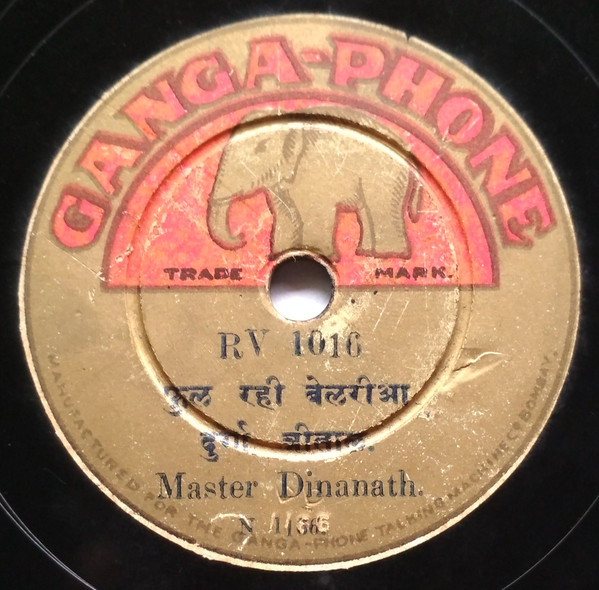 GANGA-PHONE
TRADE MARK.
RV 1016
फुल रही बेलरीआ
दुर्गा त्रीताल.
Master Dinanath.
N 1166.
MANUFACTURED FOR THE GANGA-PHONE TALKING MACHINE CO BOMBAY.